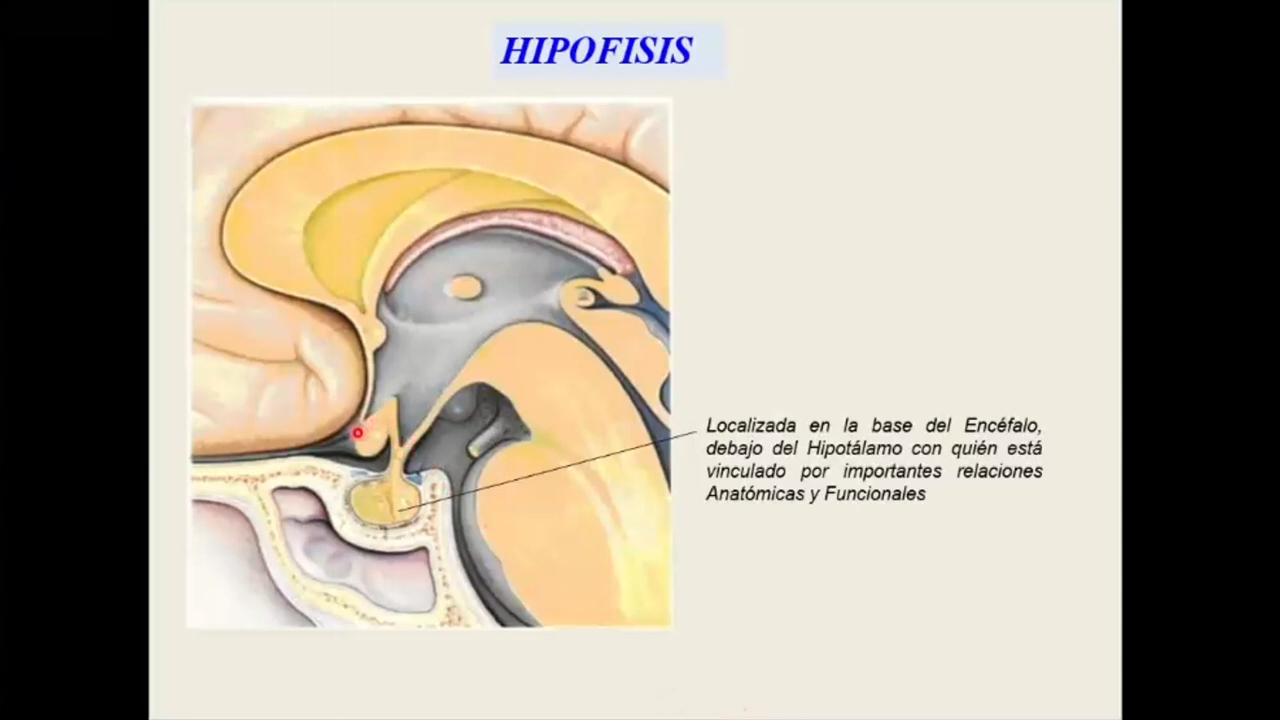 HIPOFISIS
Localizada en la base del Encéfalo,
debajo del Hipotálamo con quién está
vinculado por importantes relaciones
Anatómicas y Funcionales